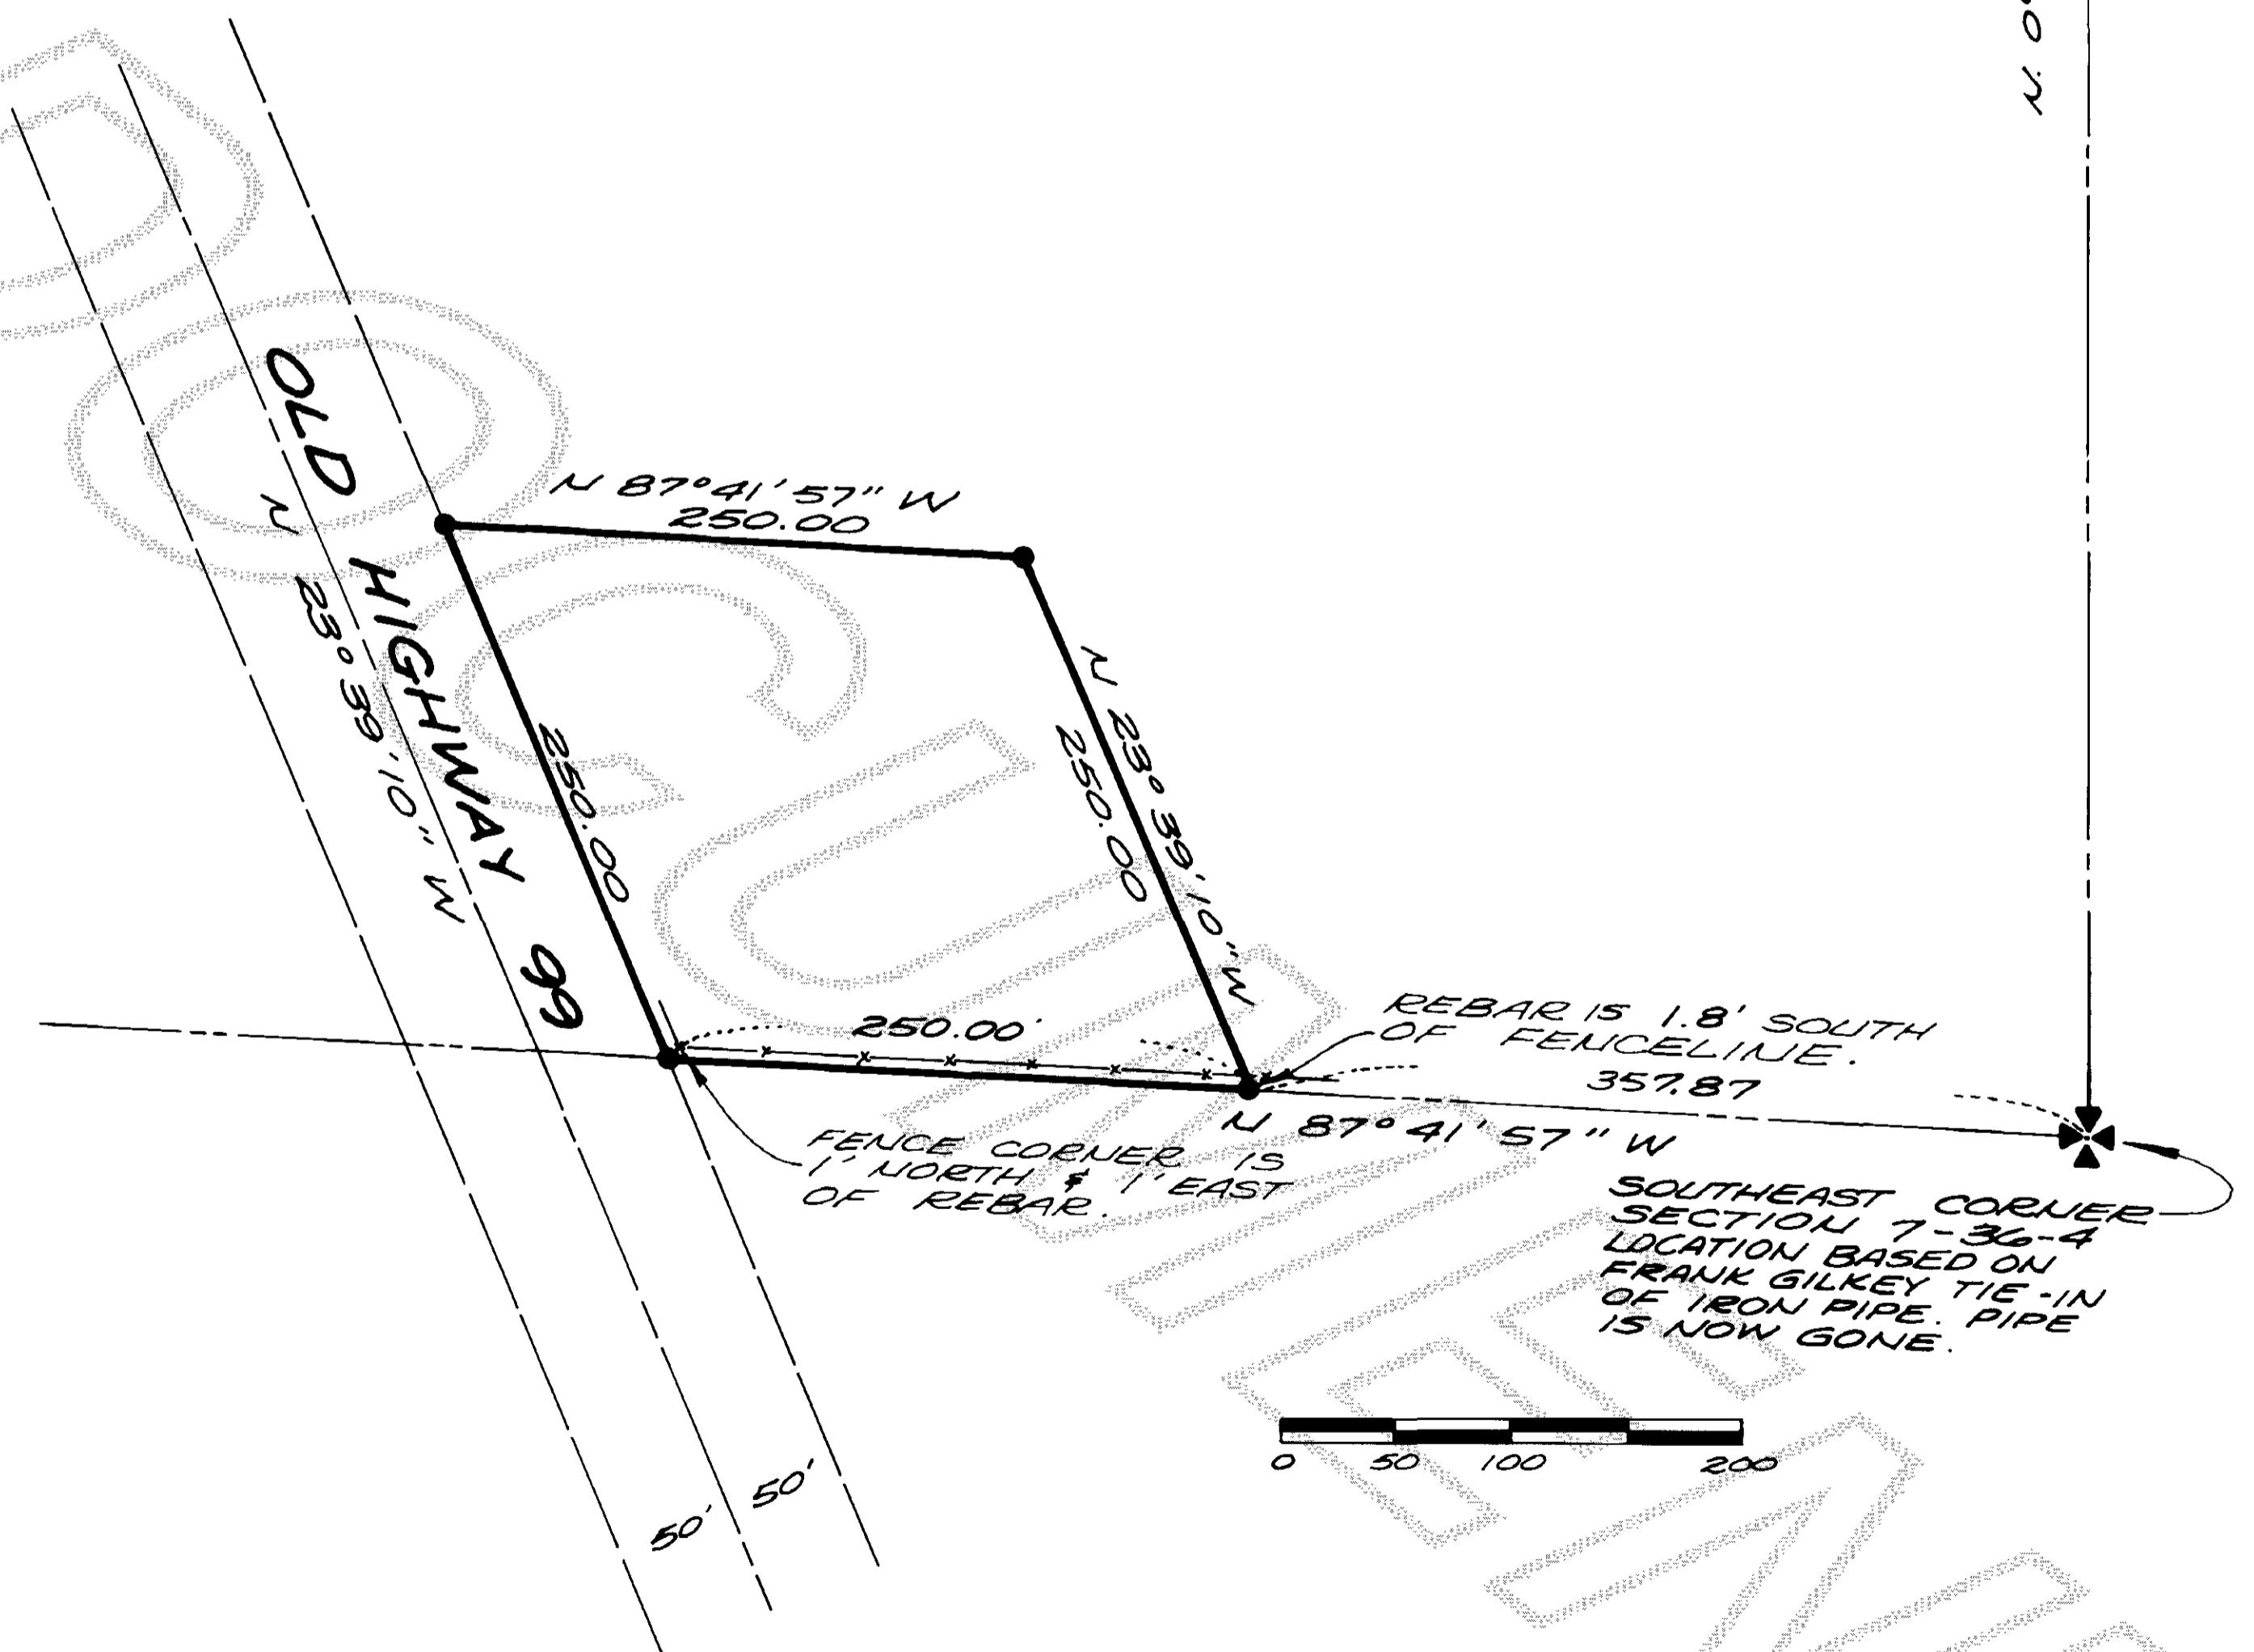 N. 0°
OLD HIGHWAY 99
N 23° 39' 10" W
N 87°41'57" W
250.00
250.00
N 23° 39' 10" W
250.00
250.00'
REBAR IS 1.8' SOUTH
OF FENCELINE.
357.87
N 87°41'57" W
FENCE CORNER IS
1' NORTH & 1' EAST
OF REBAR.
SOUTHEAST CORNER
SECTION 7-36-4
LOCATION BASED ON
FRANK GILKEY TIE-IN
OF IRON PIPE. PIPE
IS NOW GONE.
0 50 100 200
50' 50'